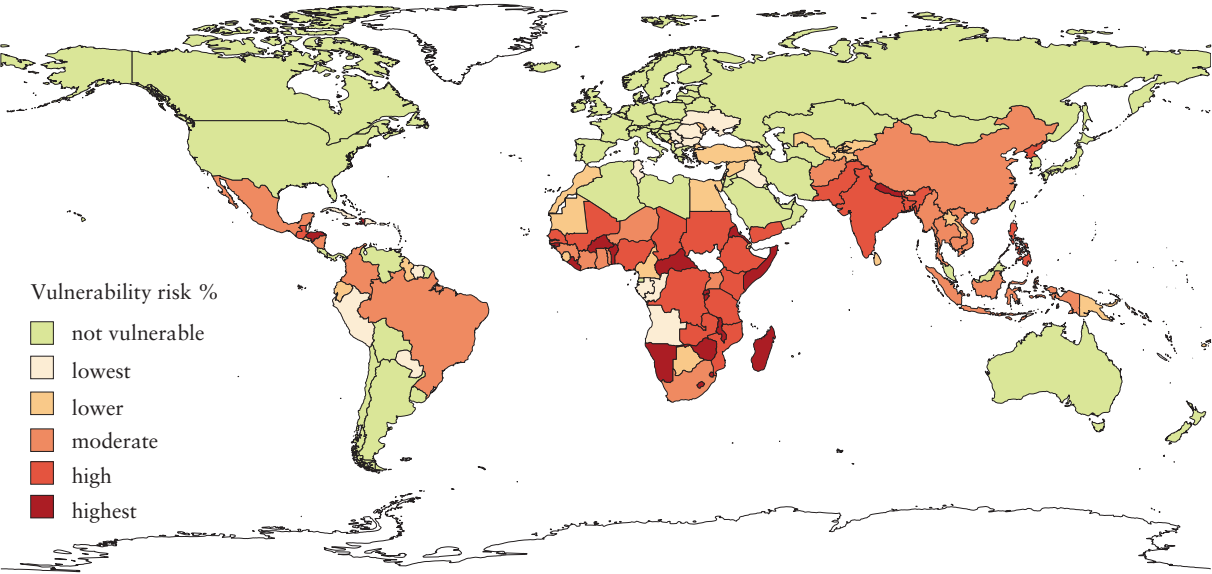 Vulnerability risk %
not vulnerable
lowest
lower
moderate
high
highest